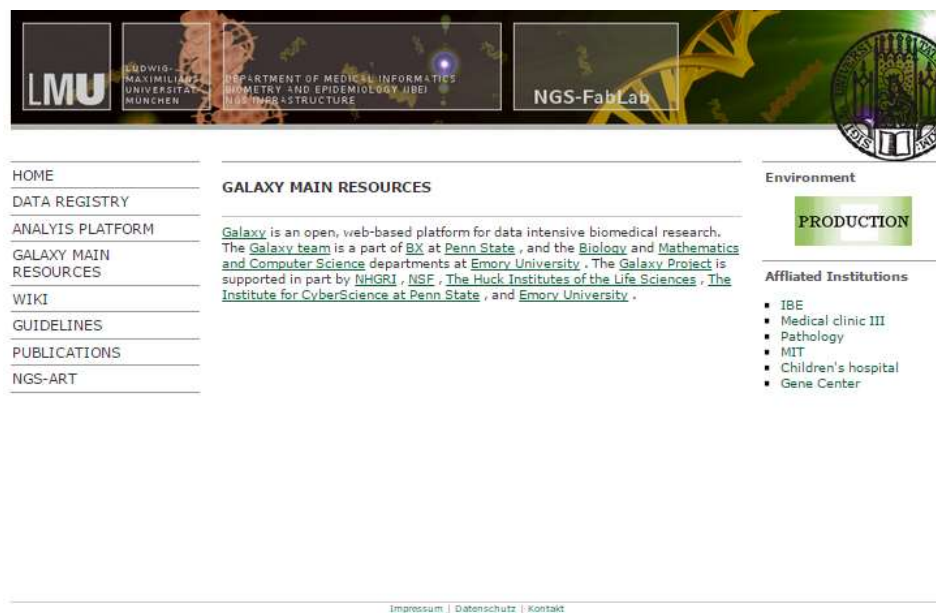 LMU
LUDWIG-
MAXIMILIANS
UNIVERSITÄT
MÜNCHEN
DEPARTMENT OF MEDICAL INFORMATICS
BIOMETRY AND EPIDEMIOLOGY (IBE)
NGS INFRASTRUCTURE
NGS-FabLab
HOME
DATA REGISTRY
ANALYIS PLATFORM
GALAXY MAIN
RESOURCES
WIKI
GUIDELINES
PUBLICATIONS
NGS-ART
GALAXY MAIN RESOURCES
Galaxy is an open, web-based platform for data intensive biomedical research.
The Galaxy team is a part of BX at Penn State , and the Biology and Mathematics
and Computer Science departments at Emory University . The Galaxy Project is
supported in part by NHGRI , NSF , The Huck Institutes of the Life Sciences , The
Institute for CyberScience at Penn State , and Emory University .
Environment
PRODUCTION
Affliated Institutions
IBE
Medical clinic III
Pathology
MIT
Children's hospital
Gene Center
Impressum | Datenschutz | Kontakt